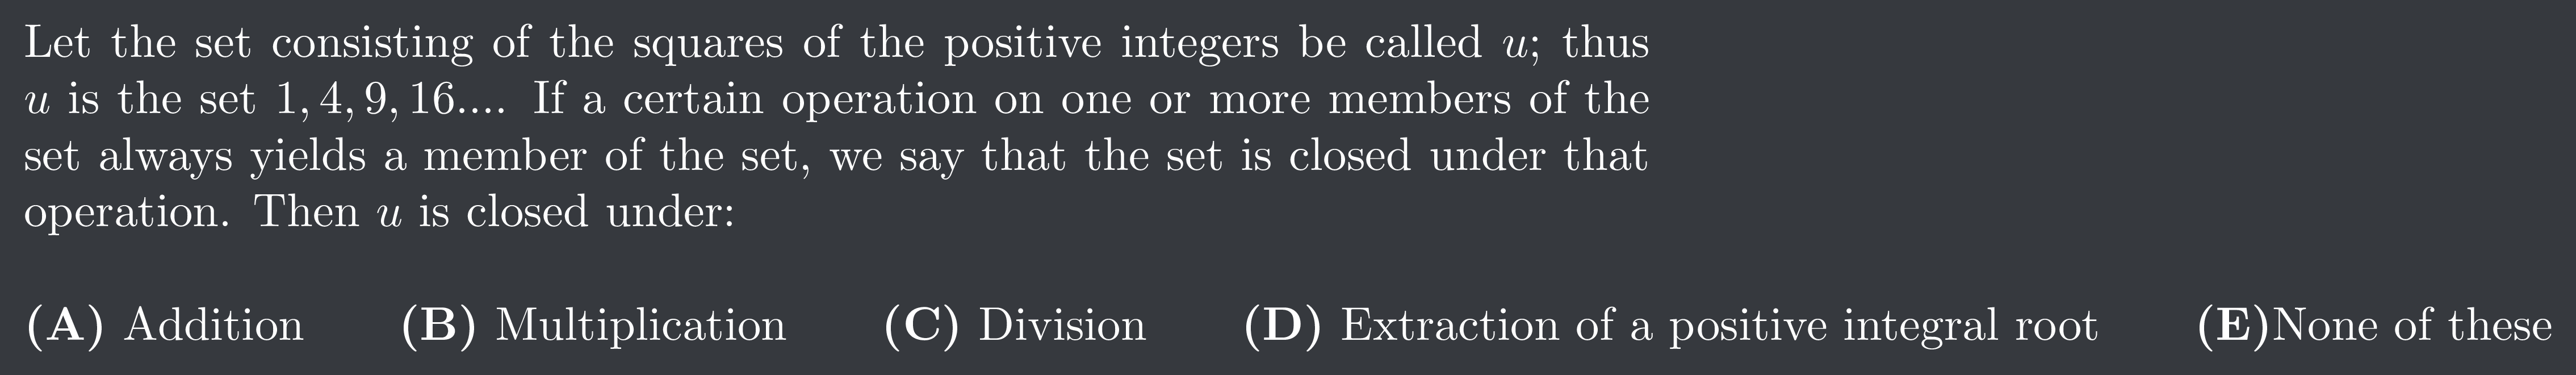 Let the set consisting of the squares of the positive integers be called u; thus
u is the set 1, 4, 9, 16.... If a certain operation on one or more members of the
set always yields a member of the set, we say that the set is closed under that
operation. Then u is closed under:
(A) Addition (B) Multiplication (C) Division (D) Extraction of a positive integral root (E)None of these